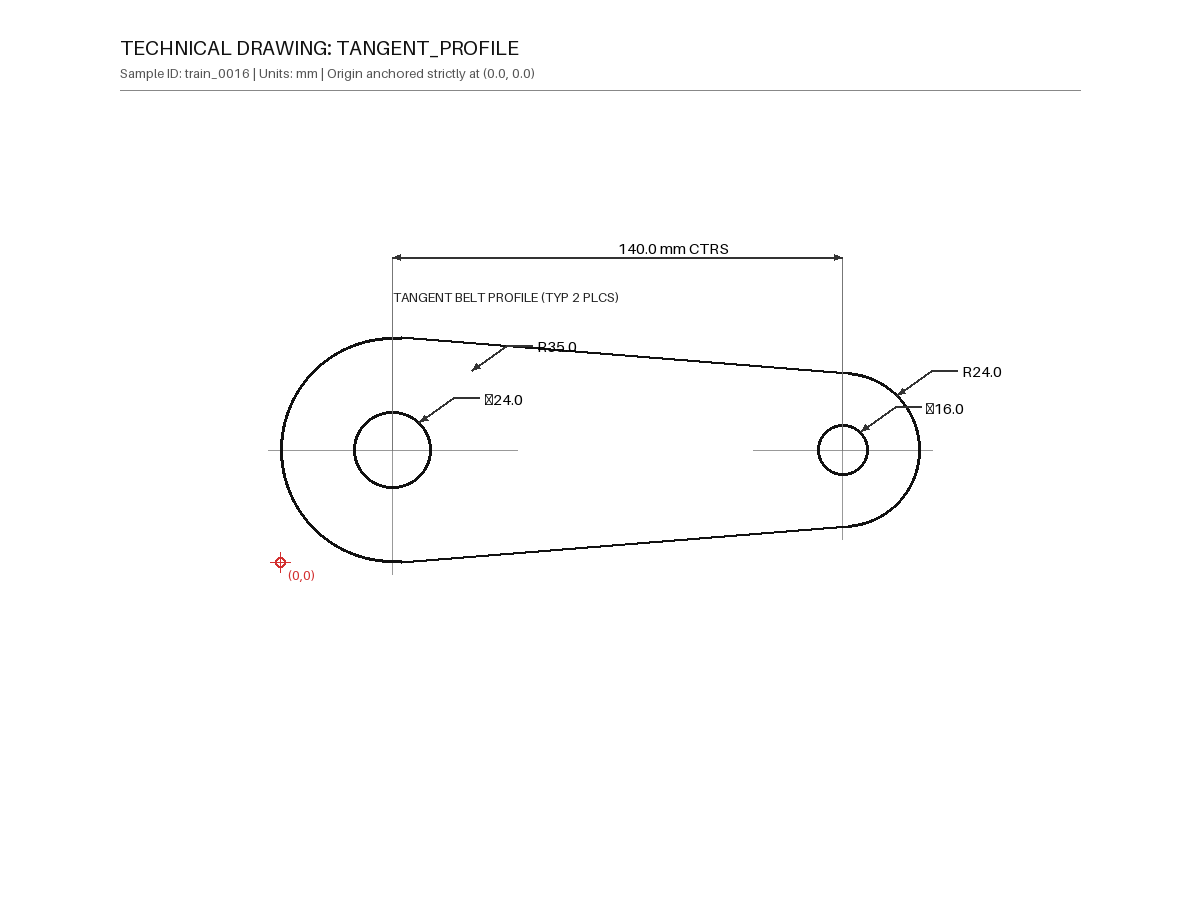 TECHNICAL DRAWING: TANGENT_PROFILE
Sample ID: train_0016 | Units: mm | Origin anchored strictly at (0.0, 0.0)
140.0 mm CTRS
TANGENT BELT PROFILE (TYP 2 PLCS)
R35.0
R24.0
24.0
16.0
(0,0)